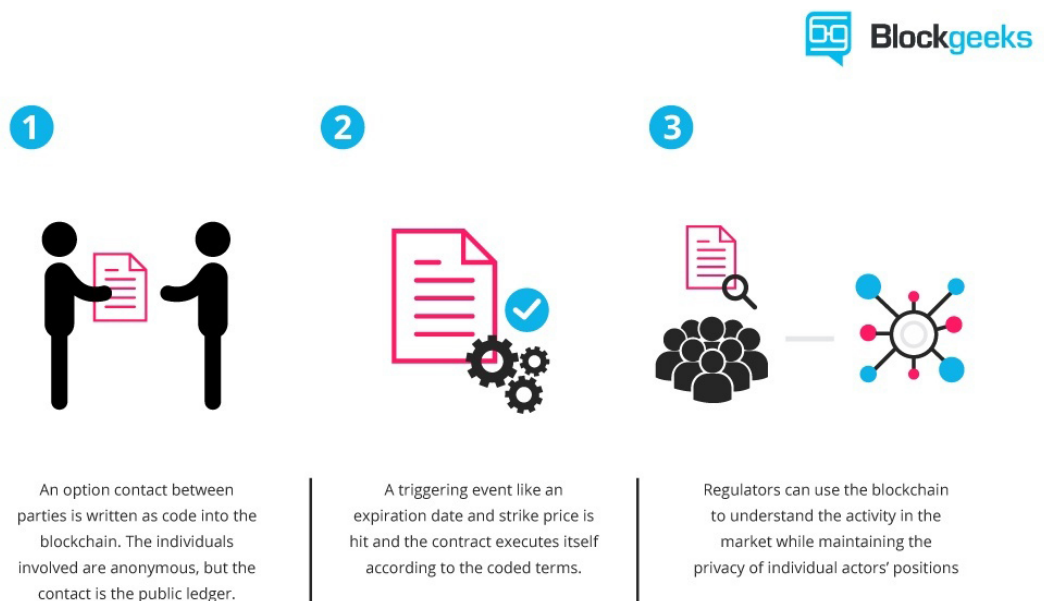 Blockgeeks
1
2
3
An option contact between
parties is written as code into the
blockchain. The individuals
involved are anonymous, but the
contact is the public ledger.
A triggering event like an
expiration date and strike price is
hit and the contract executes itself
according to the coded terms.
Regulators can use the blockchain
to understand the activity in the
market while maintaining the
privacy of individual actors' positions